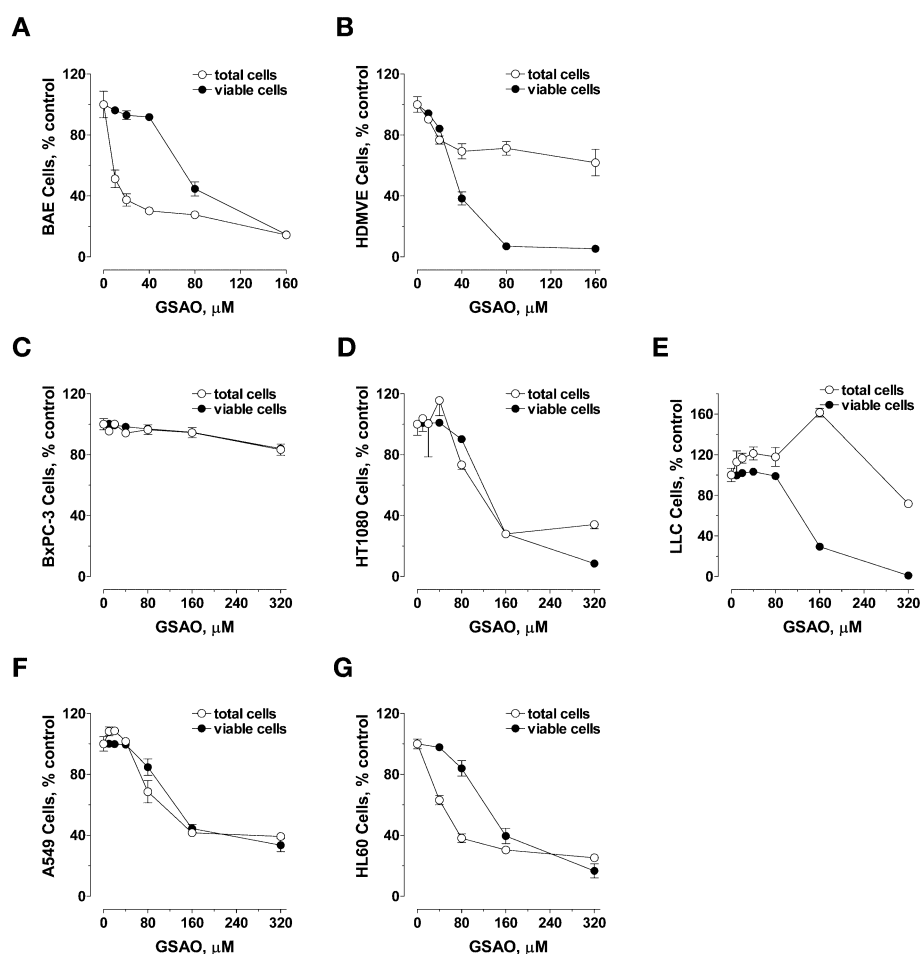 A
BAE Cells, % control
total cells
viable cells
120
80
40
0
0 40 80 120 160
GSAO, μM
B
HDMVE Cells, % control
total cells
viable cells
120
80
40
0
0 40 80 120 160
GSAO, μM
C
BxPC-3 Cells, % control
total cells
viable cells
120
80
40
0
0 80 160 240 320
GSAO, μM
D
HT1080 Cells, % control
total cells
viable cells
120
80
40
0
0 80 160 240 320
GSAO, μM
E
LLC Cells, % control
total cells
viable cells
160
120
80
40
0
0 80 160 240 320
GSAO, μM
F
A549 Cells, % control
total cells
viable cells
120
80
40
0
0 80 160 240 320
GSAO, μM
G
HL60 Cells, % control
total cells
viable cells
120
80
40
0
0 80 160 240 320
GSAO, μM